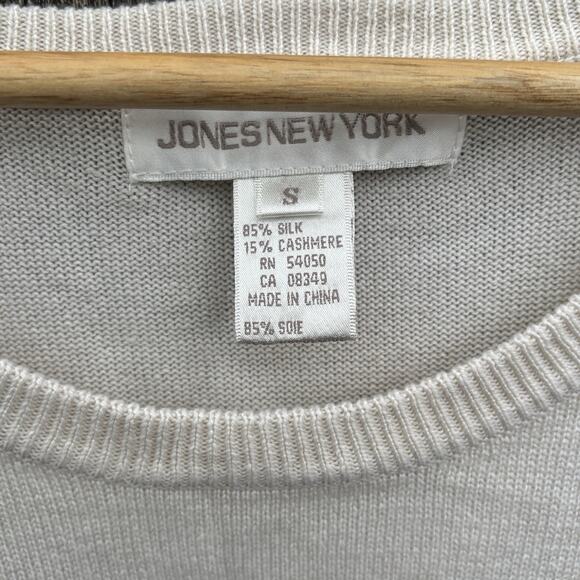 JONES NEW YORK
S
85% SILK
15% CASHMERE
RN 54050
CA 08349
MADE IN CHINA
85% SOIE